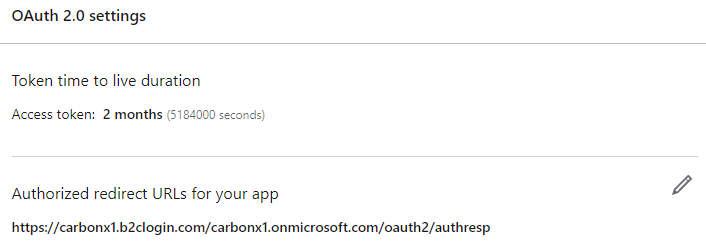 OAuth 2.0 settings
Token time to live duration
Access token: 2 months (5184000 seconds)
Authorized redirect URLs for your app
https://carbonx1.b2clogin.com/carbonx1.onmicrosoft.com/oauth2/authresp